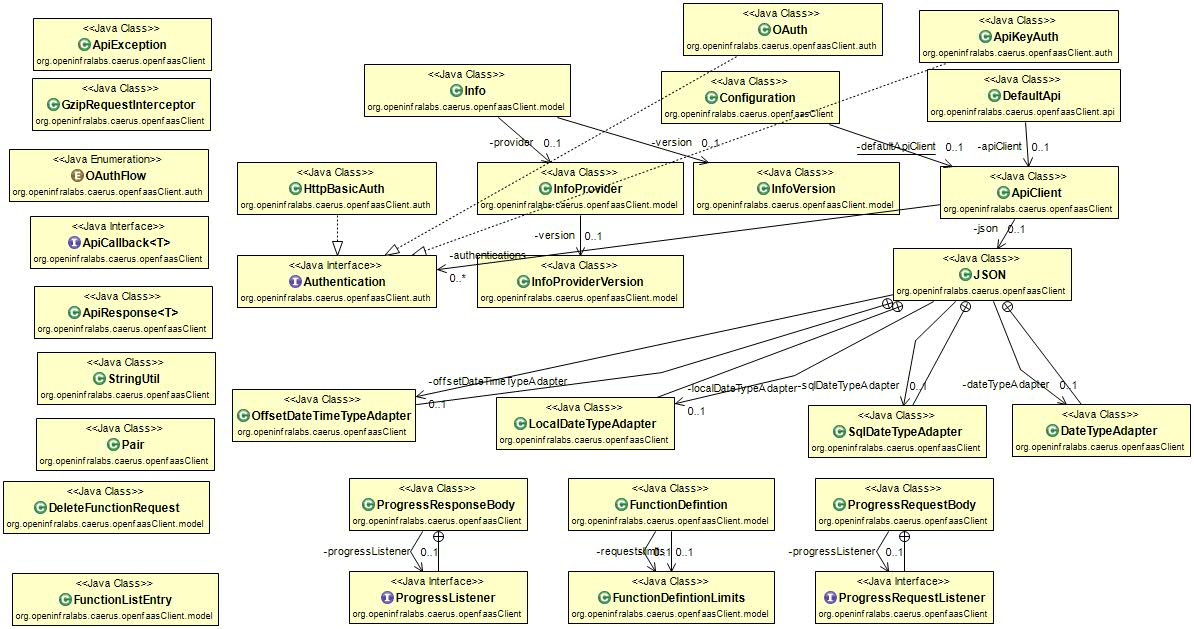 <<Java Class>>
ApiException
org.openinfralabs.caerus.openfaasClient
<<Java Class>>
GzipRequestInterceptor
org.openinfralabs.caerus.openfaasClient
<<Java Enumeration>>
OAuthFlow
org.openinfralabs.caerus.openfaasClient.auth
<<Java Interface>>
ApiCallback<T>
org.openinfralabs.caerus.openfaasClient
<<Java Class>>
ApiResponse<T>
org.openinfralabs.caerus.openfaasClient
<<Java Class>>
StringUtil
org.openinfralabs.caerus.openfaasClient
<<Java Class>>
Pair
org.openinfralabs.caerus.openfaasClient
<<Java Class>>
DeleteFunctionRequest
org.openinfralabs.caerus.openfaasClient.model
<<Java Class>>
FunctionListEntry
org.openinfralabs.caerus.openfaasClient.model
<<Java Class>>
OAuth
org.openinfralabs.caerus.openfaasClient.auth
<<Java Class>>
ApiKeyAuth
org.openinfralabs.caerus.openfaasClient.auth
<<Java Class>>
Info
org.openinfralabs.caerus.openfaasClient.model
<<Java Class>>
Configuration
org.openinfralabs.caerus.openfaasClient
<<Java Class>>
DefaultApi
org.openinfralabs.caerus.openfaasClient.api
-provider 0..1
-version 0..1
-defaultApiClient 0..1
-apiClient 0..1
<<Java Class>>
HttpBasicAuth
org.openinfralabs.caerus.openfaasClient.auth
<<Java Class>>
InfoProvider
org.openinfralabs.caerus.openfaasClient.model
<<Java Class>>
InfoVersion
org.openinfralabs.caerus.openfaasClient.model
<<Java Class>>
ApiClient
org.openinfralabs.caerus.openfaasClient
-version 0..1
-json 0..1
-authentications
0..*
<<Java Interface>>
Authentication
org.openinfralabs.caerus.openfaasClient.auth
<<Java Class>>
InfoProviderVersion
org.openinfralabs.caerus.openfaasClient.model
<<Java Class>>
JSON
org.openinfralabs.caerus.openfaasClient
-offsetDateTimeTypeAdapter
0..1
-localDateTypeAdapter
0..1
-sqlDateTypeAdapter 0..1
-dateTypeAdapter 0..1
<<Java Class>>
OffsetDateTimeTypeAdapter
org.openinfralabs.caerus.openfaasClient
<<Java Class>>
LocalDateTypeAdapter
org.openinfralabs.caerus.openfaasClient
<<Java Class>>
SqlDateTypeAdapter
org.openinfralabs.caerus.openfaasClient
<<Java Class>>
DateTypeAdapter
org.openinfralabs.caerus.openfaasClient
<<Java Class>>
ProgressResponseBody
org.openinfralabs.caerus.openfaasClient
<<Java Class>>
FunctionDefintion
org.openinfralabs.caerus.openfaasClient.model
<<Java Class>>
ProgressRequestBody
org.openinfralabs.caerus.openfaasClient
-progressListener 0..1
-requests 0..1
-limits 0..1
-progressListener 0..1
<<Java Interface>>
ProgressListener
org.openinfralabs.caerus.openfaasClient
<<Java Class>>
FunctionDefintionLimits
org.openinfralabs.caerus.openfaasClient.model
<<Java Interface>>
ProgressRequestListener
org.openinfralabs.caerus.openfaasClient